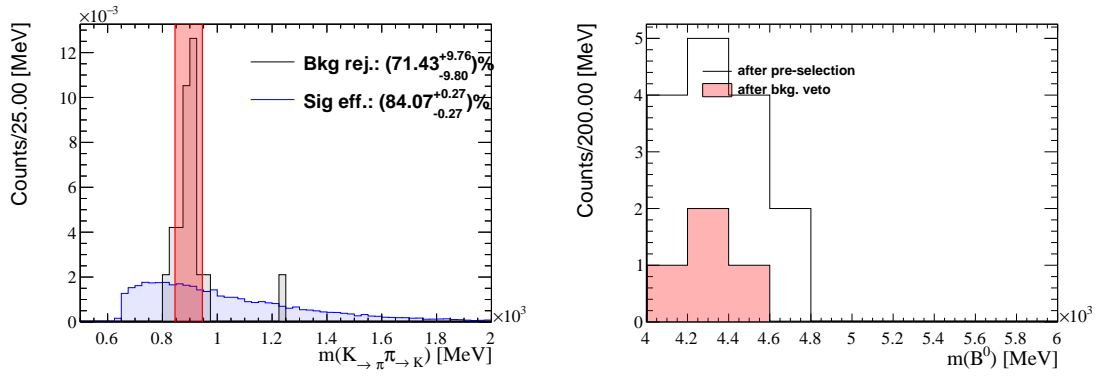 ×10⁻³
Counts/25.00 [MeV]
12
10
8
6
4
2
0
Bkg rej.: (71.43 +9.76 -9.80)%
Sig eff.: (84.07 +0.27 -0.27)%
0.6 0.8 1 1.2 1.4 1.6 1.8 2
×10³
m(K→π π→K) [MeV]
Counts/200.00 [MeV]
5
4
3
2
1
0
after pre-selection
after bkg. veto
4 4.2 4.4 4.6 4.8 5 5.2 5.4 5.6 5.8 6
×10³
m(B⁰) [MeV]